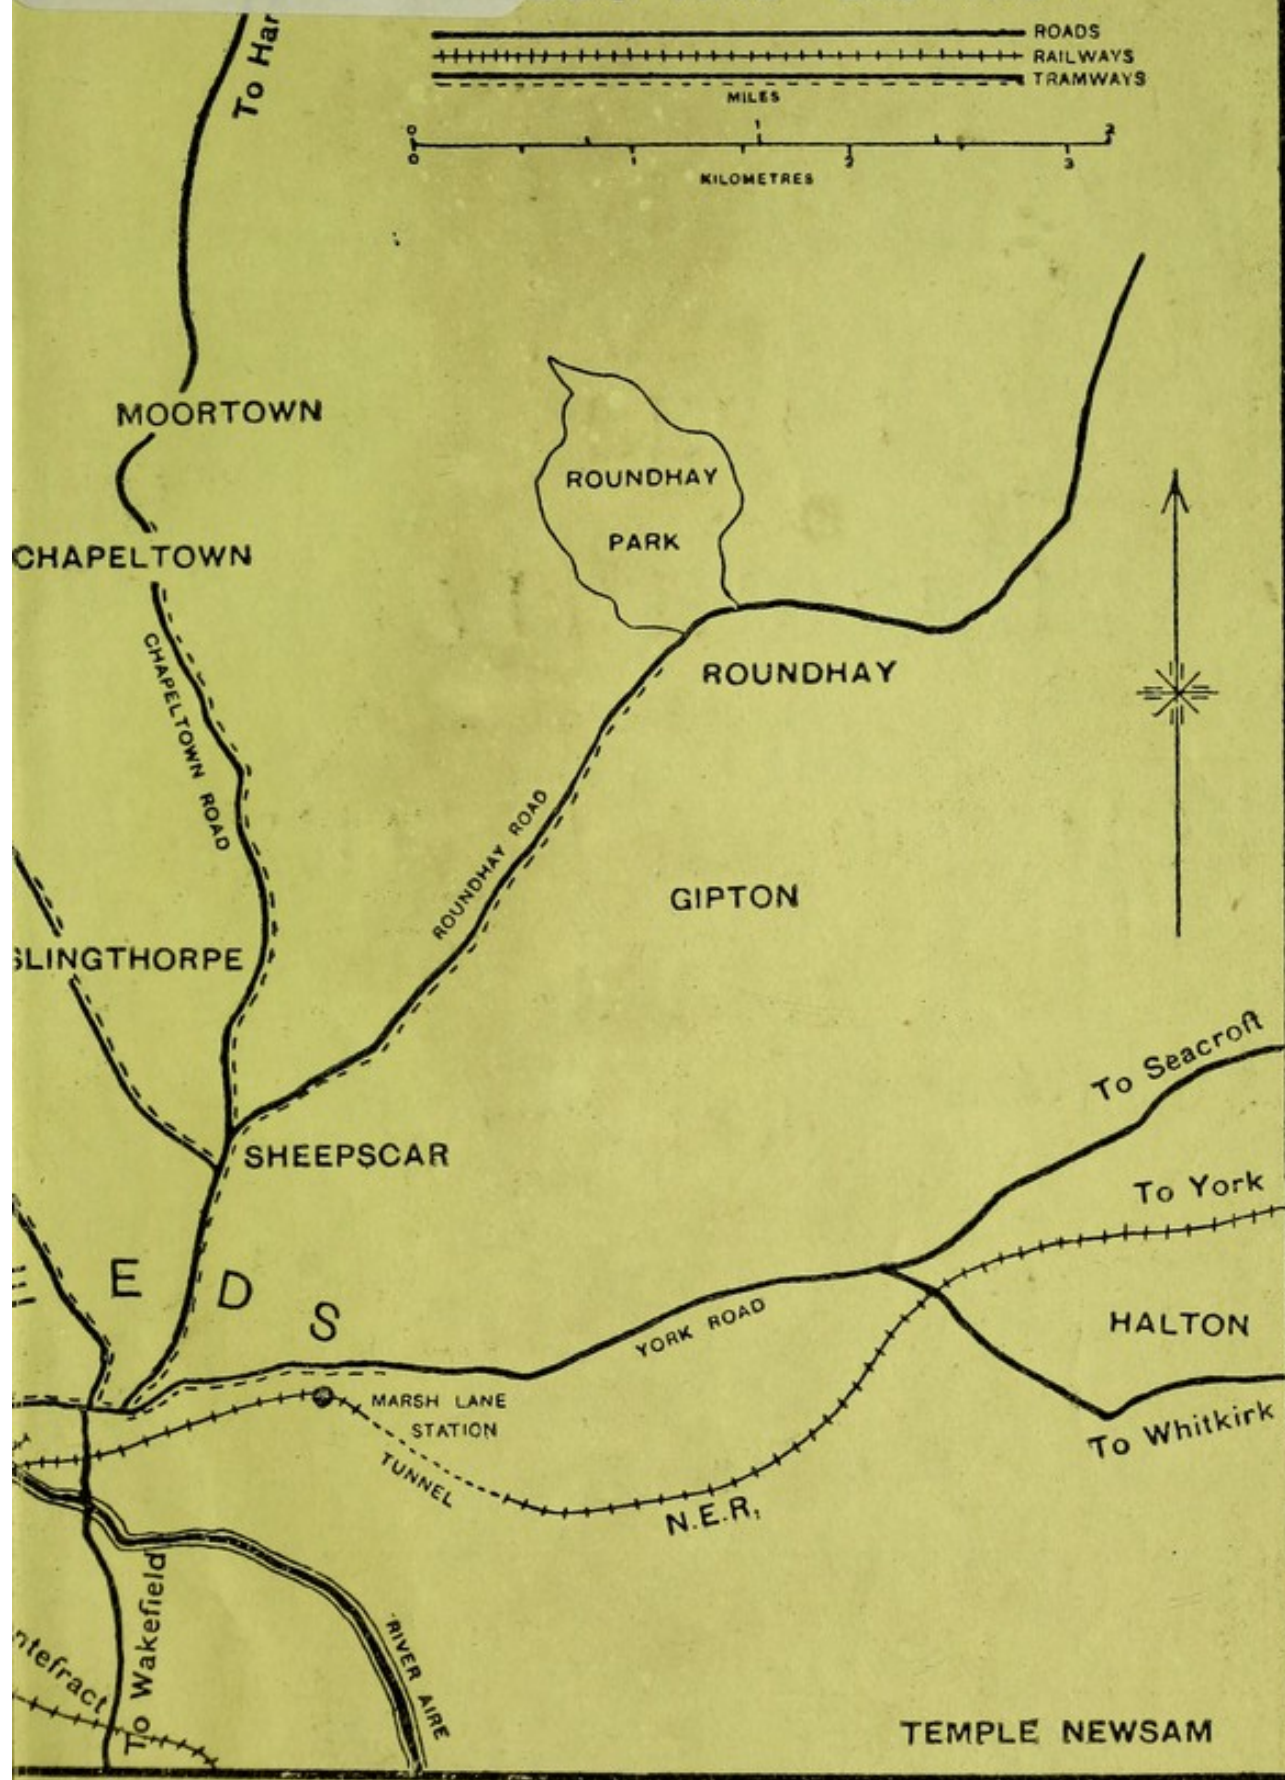 To Har
ROADS
RAILWAYS
TRAMWAYS
MILES
0 1 2
0 1 2 3
KILOMETRES
MOORTOWN
ROUNDHAY
PARK
CHAPELTOWN
CHAPELTOWN ROAD
ROUNDHAY
ROUNDHAY ROAD
GIPTON
SLINGTHORPE
To Seacroft
SHEEPSCAR
To York
E D S
YORK ROAD
HALTON
MARSH LANE
STATION
To Whitkirk
TUNNEL
N.E.R.
To Wakefield
ntefract
RIVER AIRE
TEMPLE NEWSAM